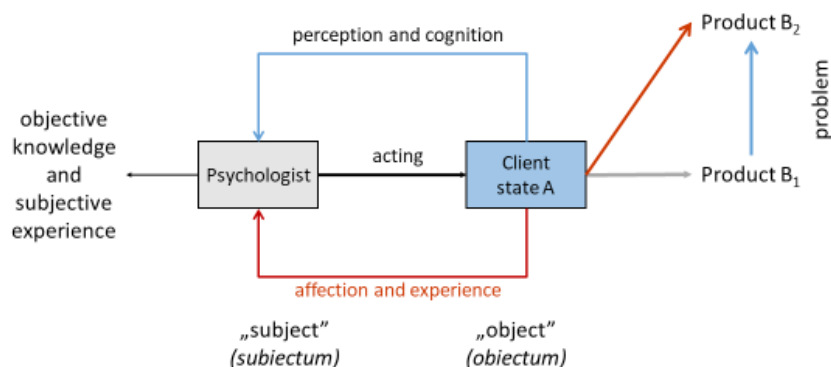 perception and cognition
Product B₂
problem
objective
knowledge
and
subjective
experience
Psychologist
acting
Client
state A
Product B₁
affection and experience
„subject”
(subiectum)
„object”
(obiectum)